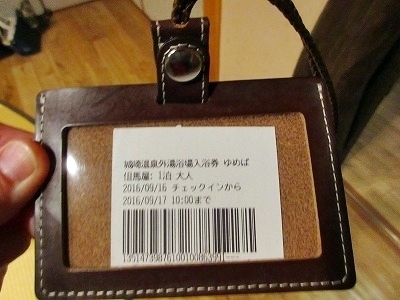 城崎温泉外湯浴場入浴券 ゆめぱ
但馬屋: 1泊 大人
2016/09/16 チェックインから
2016/09/17 10:00まで